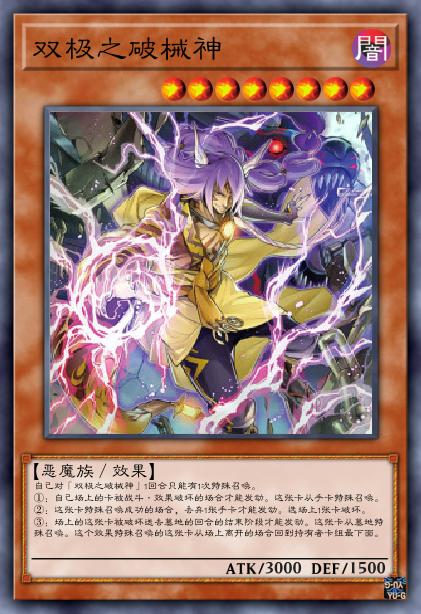 双极之破械神
闇
【恶魔族／效果】
自己对「双极之破械神」1回合只能有1次特殊召唤。
①：自己场上的卡被战斗·效果破坏的场合才能发动。这张卡从手卡特殊召唤。
②：这张卡特殊召唤成功的场合，丢弃1张手卡才能发动。选场上1张卡破坏。
③：场上的这张卡被破坏送去墓地的回合的结束阶段才能发动。这张卡从墓地特
殊召唤。这个效果特殊召唤的这张卡从场上离开的场合回到持有者卡组最下面。
ATK/3000 DEF/1500